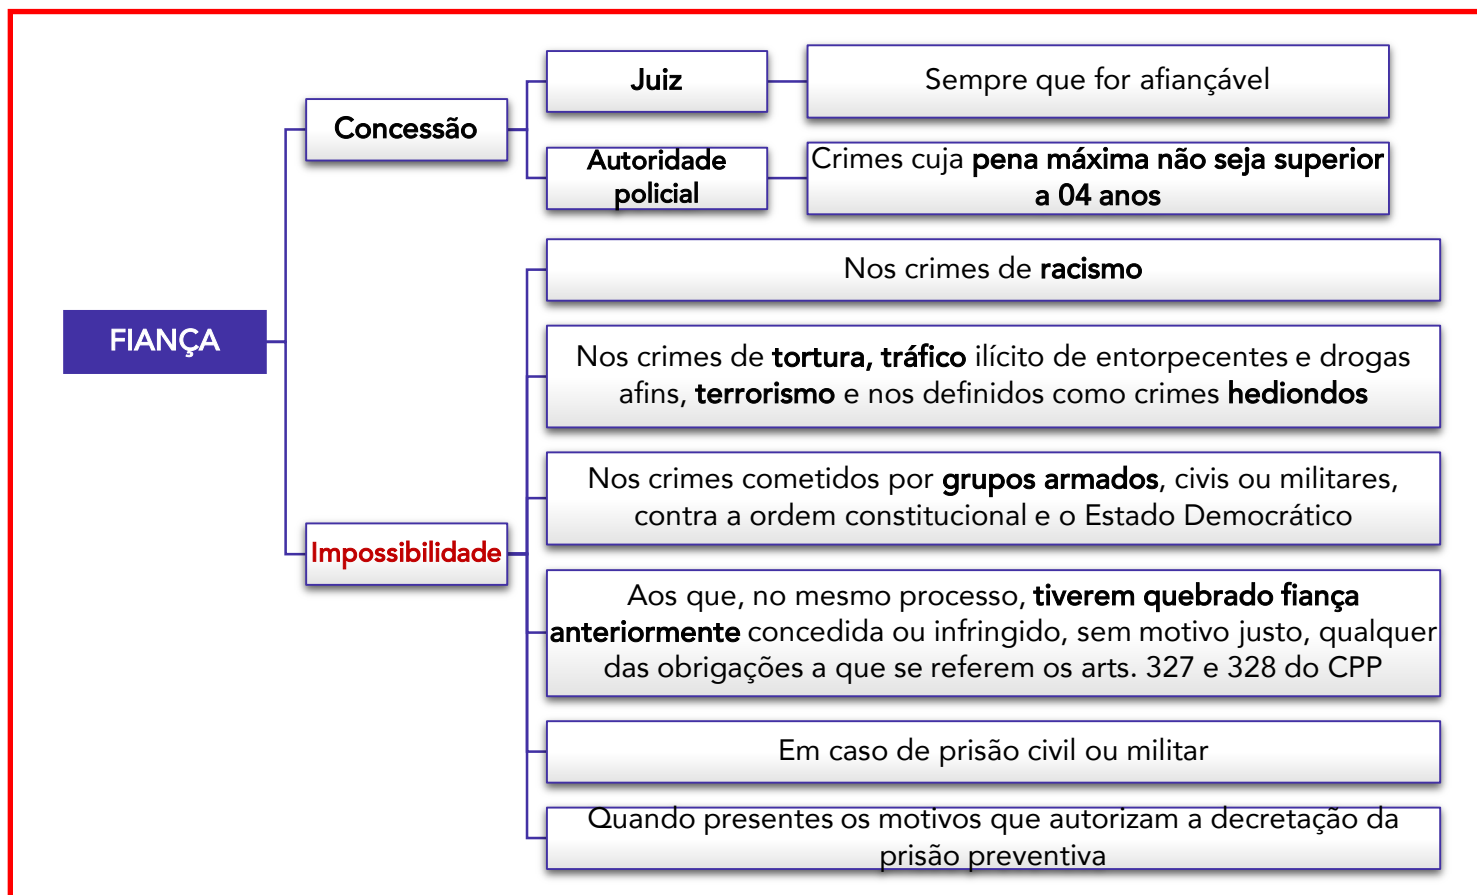 FIANÇA
Concessão
Juiz
Sempre que for afiançável
Autoridade
policial
Crimes cuja pena máxima não seja superior
a 04 anos
Impossibilidade
Nos crimes de racismo
Nos crimes de tortura, tráfico ilícito de entorpecentes e drogas
afins, terrorismo e nos definidos como crimes hediondos
Nos crimes cometidos por grupos armados, civis ou militares,
contra a ordem constitucional e o Estado Democrático
Aos que, no mesmo processo, tiverem quebrado fiança
anteriormente concedida ou infringido, sem motivo justo, qualquer
das obrigações a que se referem os arts. 327 e 328 do CPP
Em caso de prisão civil ou militar
Quando presentes os motivos que autorizam a decretação da
prisão preventiva